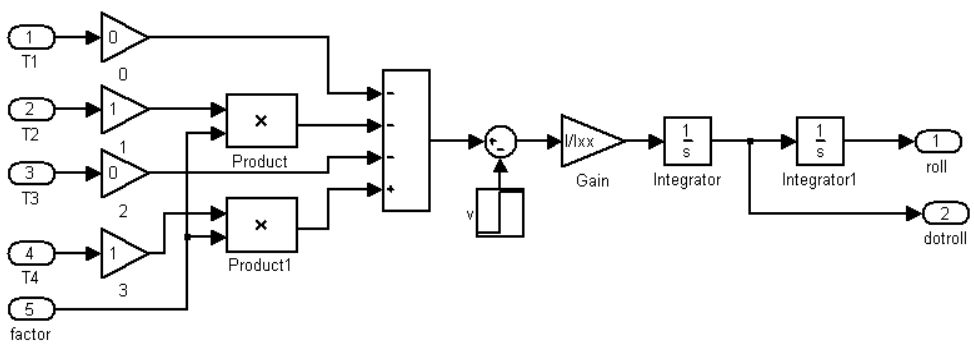 1
T1
0
0
2
T2
1
1
×
Product
3
T3
0
2
4
T4
1
3
×
Product1
5
factor
−
−
−
+
+
−
v
l/Ixx
Gain
1
s
Integrator
1
s
Integrator1
1
roll
2
dotroll